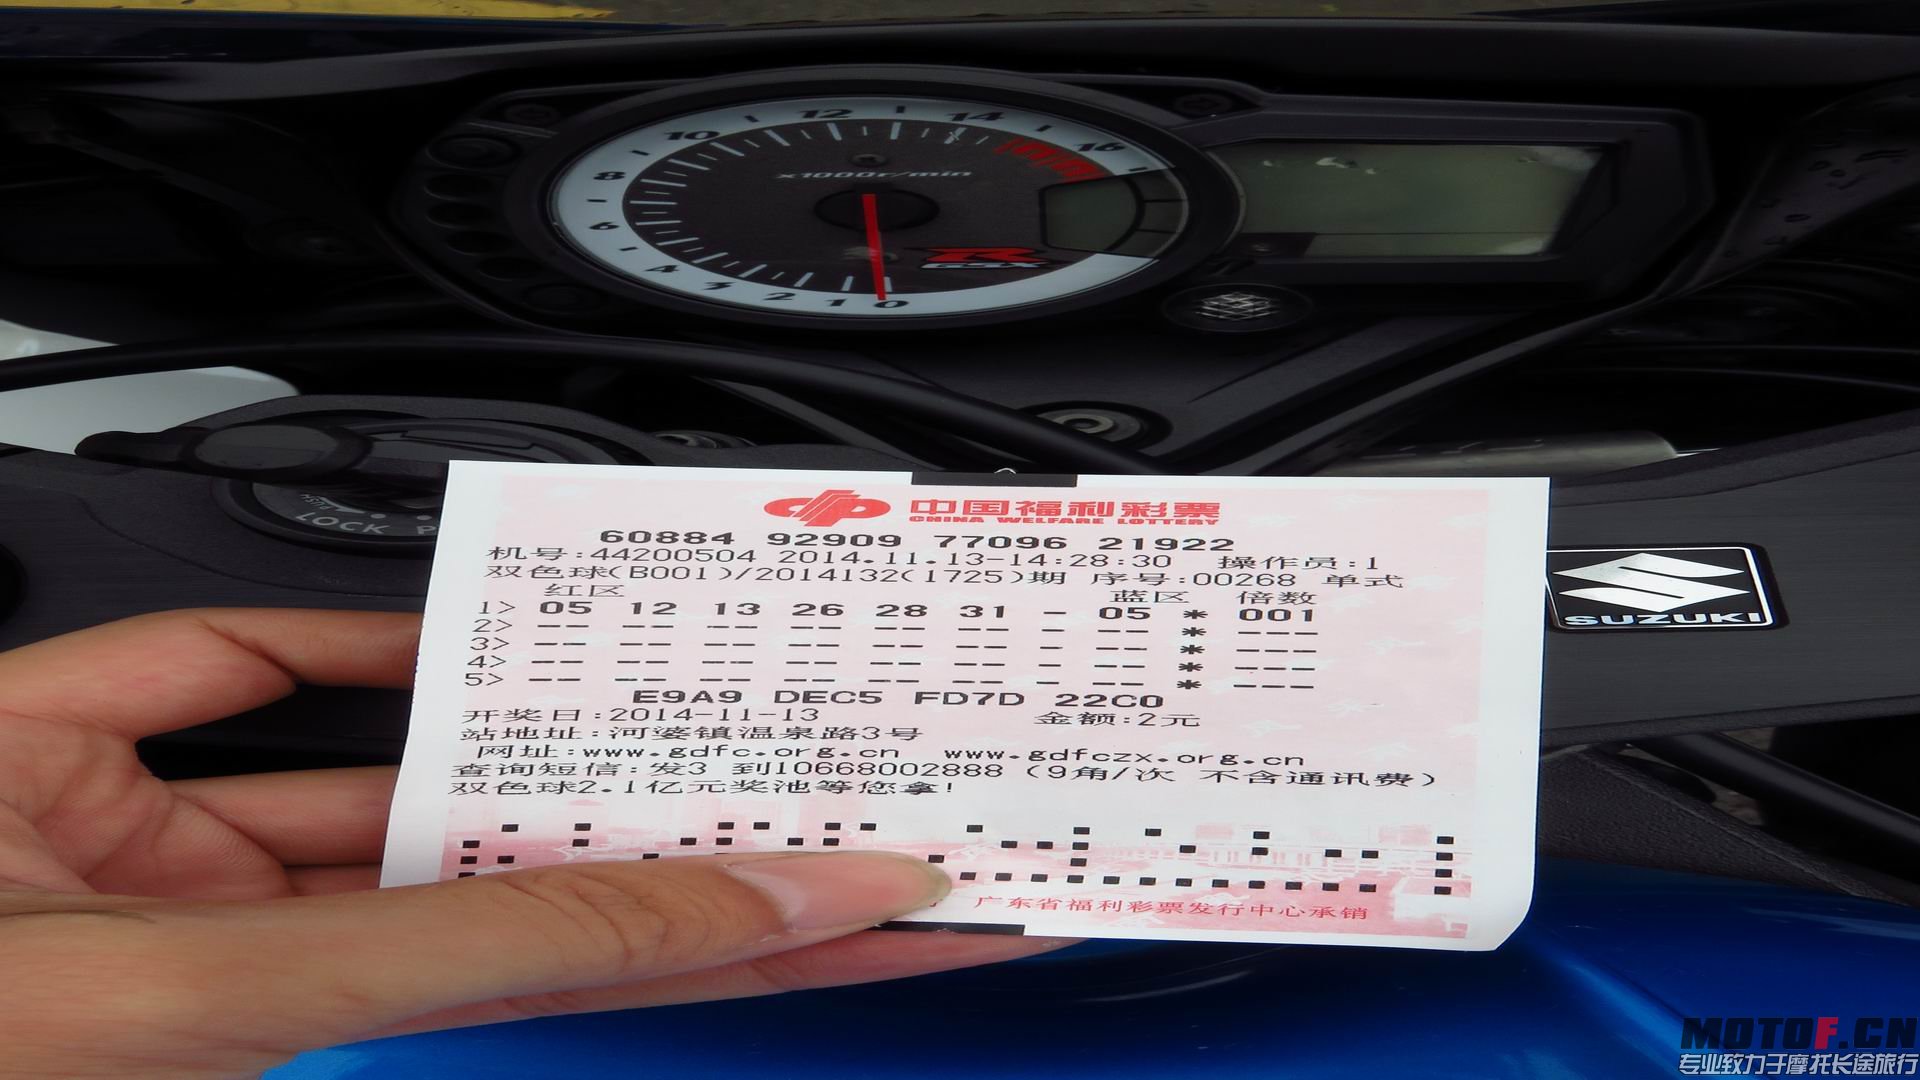 12
14
10
16
8
x1000r/min
6
R
GSX
4
3
2
1
0
PUSH
LOCK P
中国福利彩票
CHINA WELFARE LOTTERY
60884 92909 77096 21922
机号:44200504 2014.11.13-14:28:30 操作员:1
双色球(B001)/2014132(1725)期 序号:00268 单式
红区 蓝区 倍数
1> 05 12 13 26 28 31 - 05 * 001
2> -- -- -- -- -- -- - -- * ---
3> -- -- -- -- -- -- - -- * ---
4> -- -- -- -- -- -- - -- * ---
5> -- -- -- -- -- -- - -- * ---
E9A9 DEC5 FD7D 22C0
开奖日:2014-11-13 金额:2元
站地址:河婆镇温泉路3号
网址:www.gdfc.org.cn www.gdfczx.org.cn
查询短信:发3 到10668002888 (9角/次 不含通讯费)
双色球2.1亿元奖池等您拿!
广东省福利彩票发行中心承销
SUZUKI
MOTOF.CN
专业致力于摩托长途旅行